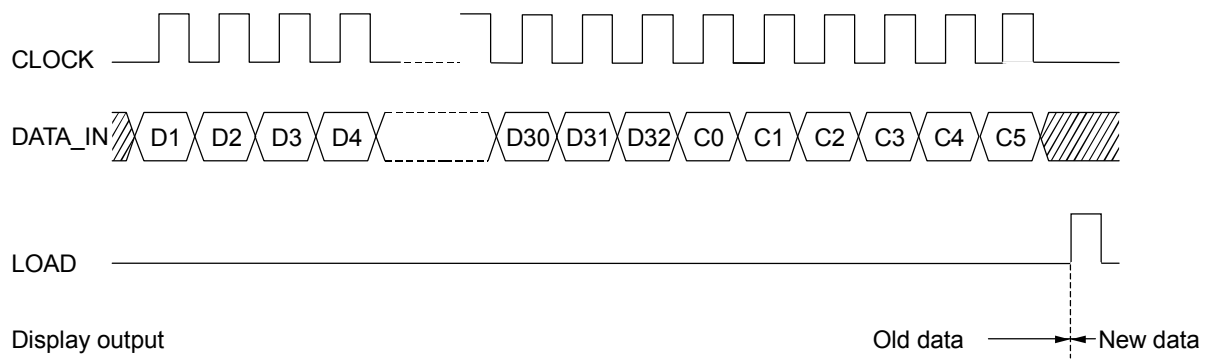 CLOCK
DATA_IN D1 D2 D3 D4 D30 D31 D32 C0 C1 C2 C3 C4 C5
LOAD
Display output Old data New data